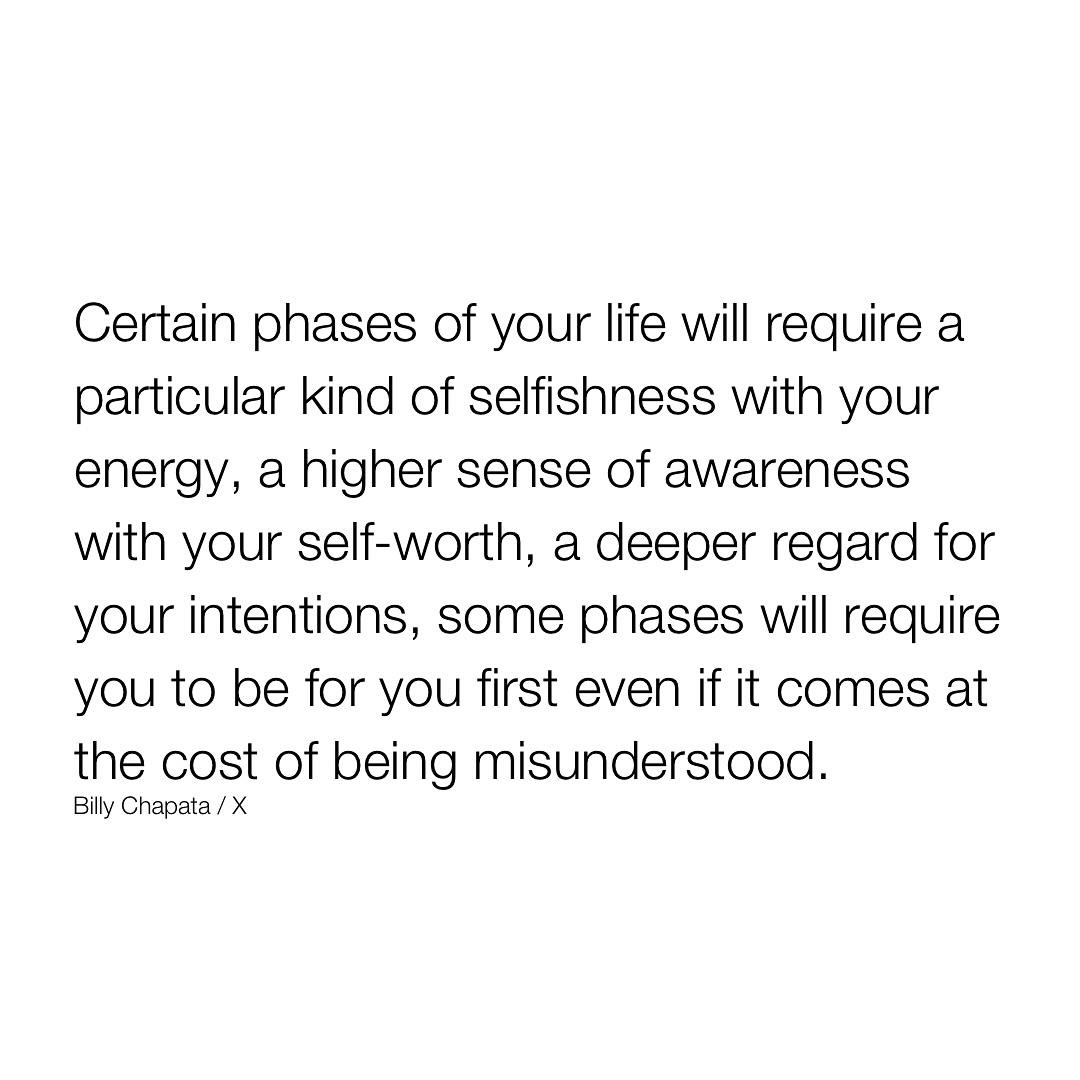 Certain phases of your life will require a
particular kind of selfishness with your
energy, a higher sense of awareness
with your self-worth, a deeper regard for
your intentions, some phases will require
you to be for you first even if it comes at
the cost of being misunderstood.
Billy Chapata / X